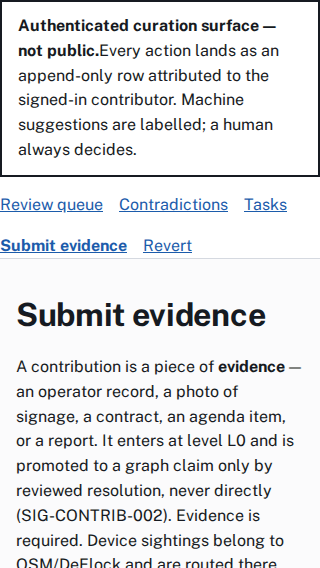 Authenticated curation surface —
not public.Every action lands as an
append-only row attributed to the
signed-in contributor. Machine
suggestions are labelled; a human
always decides.
Review queue Contradictions Tasks
Submit evidence Revert
Submit evidence
A contribution is a piece of evidence —
an operator record, a photo of
signage, a contract, an agenda item,
or a report. It enters at level L0 and is
promoted to a graph claim only by
reviewed resolution, never directly
(SIG-CONTRIB-002). Evidence is
required. Device sightings belong to
OSM/DeFlock and are routed there